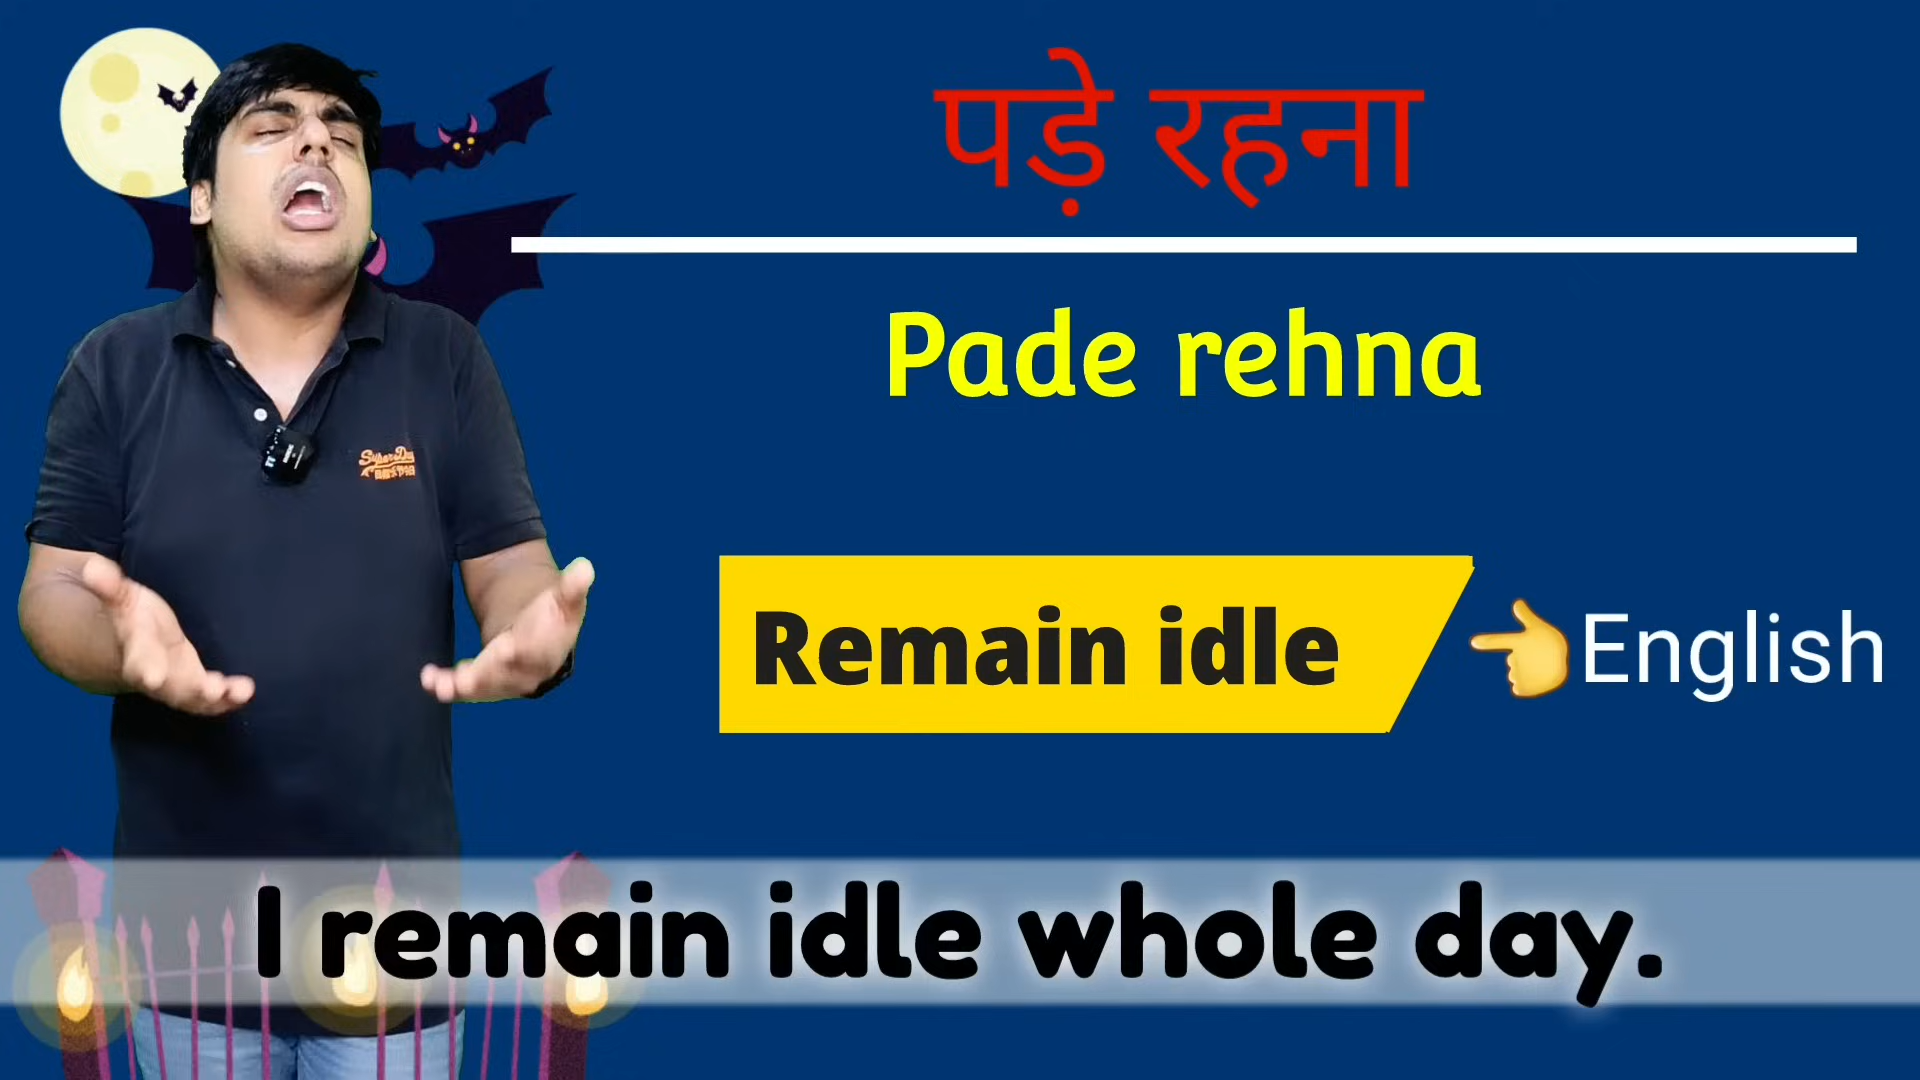 पड़े रहना
Pade rehna
Remain idle
English
I remain idle whole day.